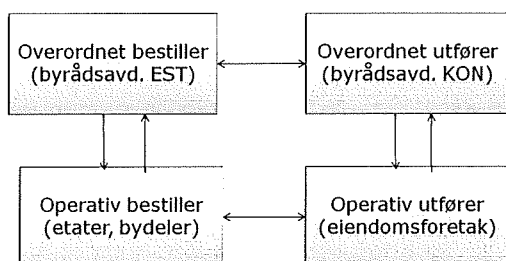 Overordnet bestiller
(byrådsavd. EST)
Overordnet utfører
(byrådsavd. KON)
Operativ bestiller
(etater, bydeler)
Operativ utfører
(eiendomsforetak)